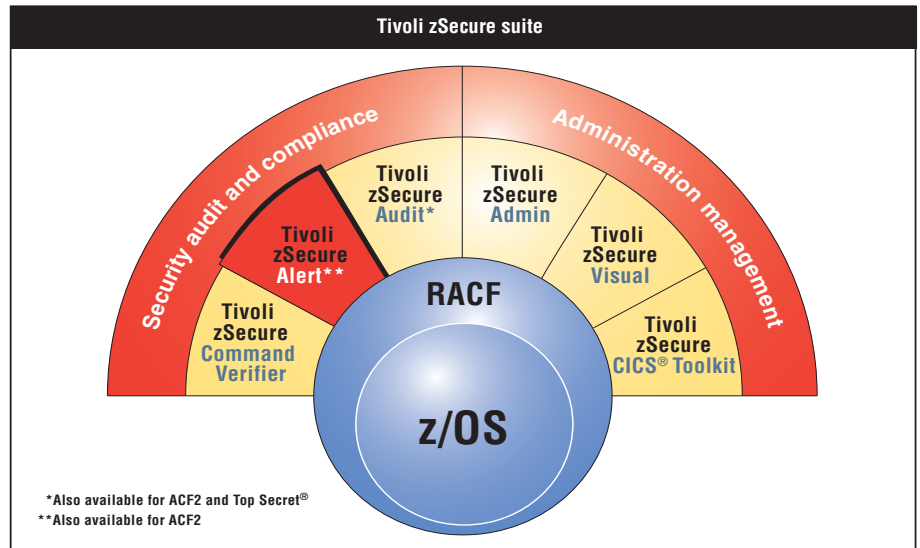 Tivoli zSecure suite
Security audit and compliance
Administration management
Tivoli
zSecure
Command
Verifier
Tivoli
zSecure
Alert**
Tivoli
zSecure
Audit*
Tivoli
zSecure
Admin
Tivoli
zSecure
Visual
Tivoli
zSecure
CICS® Toolkit
RACF
z/OS
*Also available for ACF2 and Top Secret®
**Also available for ACF2